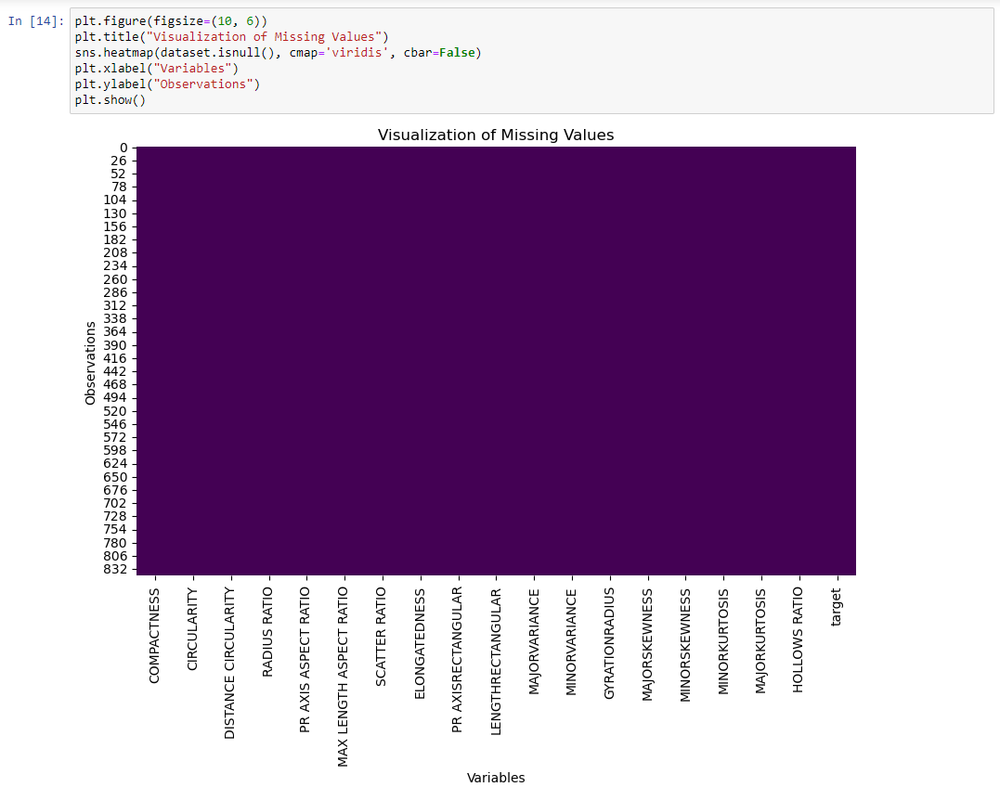 In [14]:
plt.figure(figsize=(10, 6))
plt.title("Visualization of Missing Values")
sns.heatmap(dataset.isnull(), cmap='viridis', cbar=False)
plt.xlabel("Variables")
plt.ylabel("Observations")
plt.show()
Visualization of Missing Values
0
26
52
78
104
130
156
182
208
234
260
286
312
338
364
390
416
442
468
494
520
546
572
598
624
650
676
702
728
754
780
806
832
Observations
COMPACTNESS
CIRCULARITY
DISTANCE CIRCULARITY
RADIUS RATIO
PR AXIS ASPECT RATIO
MAX LENGTH ASPECT RATIO
SCATTER RATIO
ELONGATEDNESS
PR AXISRECTANGULAR
LENGTHRECTANGULAR
MAJORVARIANCE
MINORVARIANCE
GYRATIONRADIUS
MAJORSKEWNESS
MINORSKEWNESS
MINORKURTOSIS
MAJORKURTOSIS
HOLLOWS RATIO
target
Variables